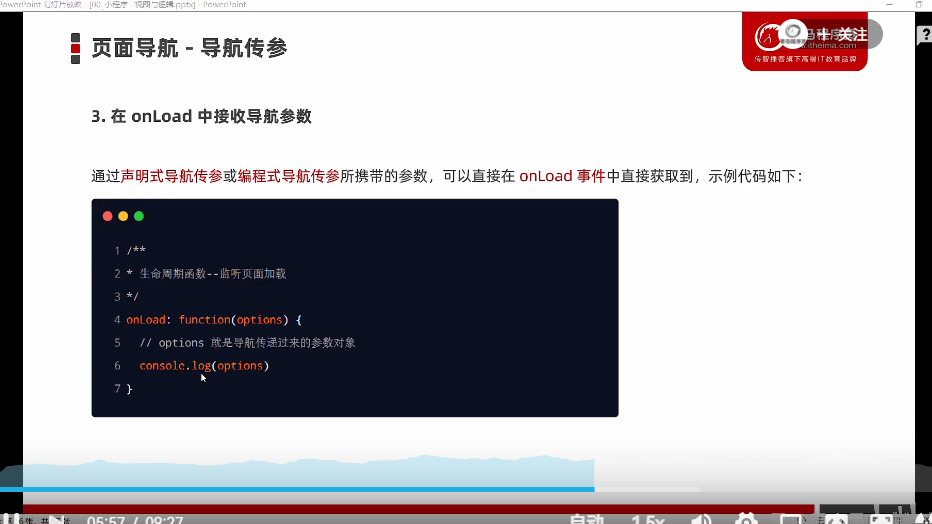 PowerPoint 幻灯片放映 - [00_小程序 - 视图与逻辑.pptx] - PowerPoint
页面导航 - 导航传参
+ 关注
itheima.com
传智播客旗下高端IT教育品牌
?
3. 在 onLoad 中接收导航参数
通过声明式导航传参或编程式导航传参所携带的参数，可以直接在 onLoad 事件中直接获取到，示例代码如下：
1 /**
2 * 生命周期函数--监听页面加载
3 */
4 onLoad: function(options) {
5 // options 就是导航传递过来的参数对象
6 console.log(options)
7 }
05:57 / 09:27
自动
1.5x